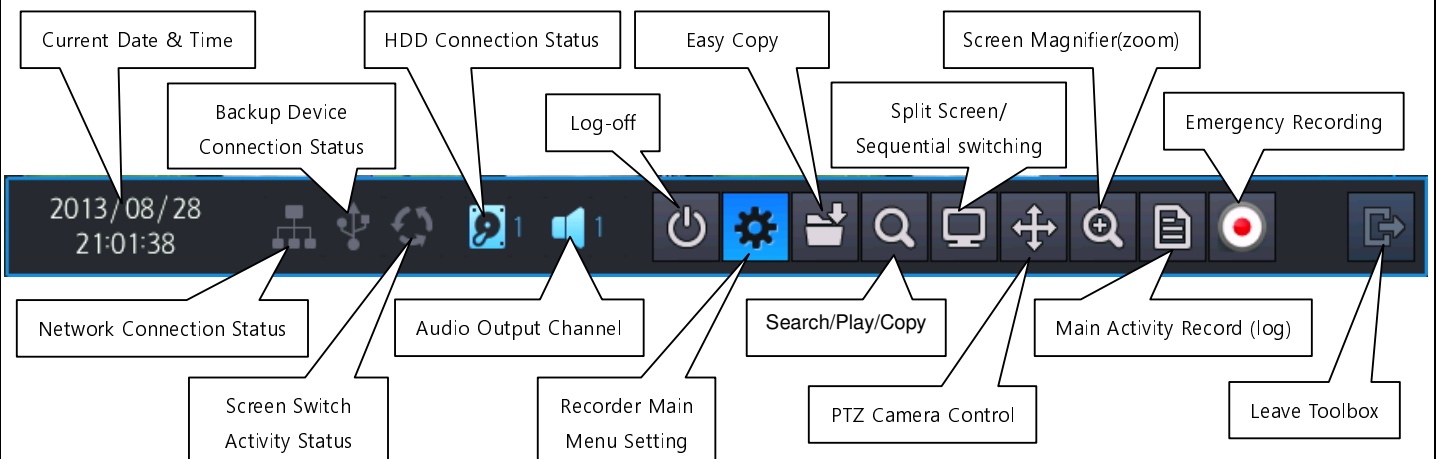 Current Date & Time
HDD Connection Status
Easy Copy
Screen Magnifier(zoom)
Backup Device
Connection Status
Log-off
Split Screen/
Sequential switching
Emergency Recording
2013/08/28
21:01:38
1
1
Network Connection Status
Audio Output Channel
Search/Play/Copy
Main Activity Record (log)
Screen Switch
Activity Status
Recorder Main
Menu Setting
PTZ Camera Control
Leave Toolbox